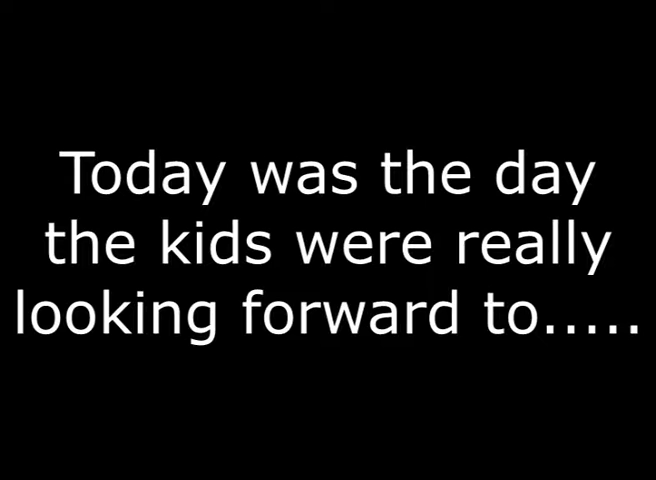 Today was the day
the kids were really
looking forward to.....